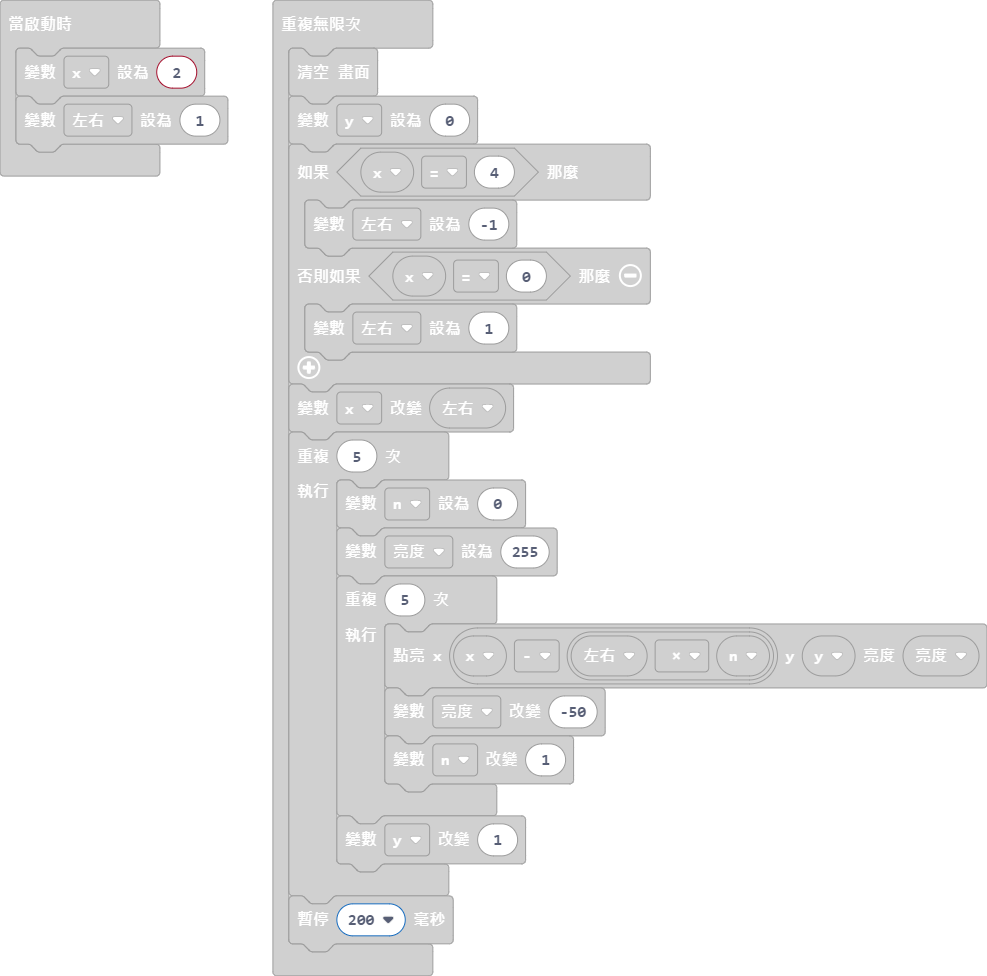 當啟動時
變數 x 設為 2
變數 左右 設為 1
重複無限次
清空 畫面
變數 y 設為 0
如果 x = 4 那麼
變數 左右 設為 -1
否則如果 x = 0 那麼
變數 左右 設為 1
變數 x 改變 左右
重複 5 次
執行
變數 n 設為 0
變數 亮度 設為 255
重複 5 次
執行
點亮 x x - 左右 × n y y 亮度 亮度
變數 亮度 改變 -50
變數 n 改變 1
變數 y 改變 1
暫停 200 毫秒